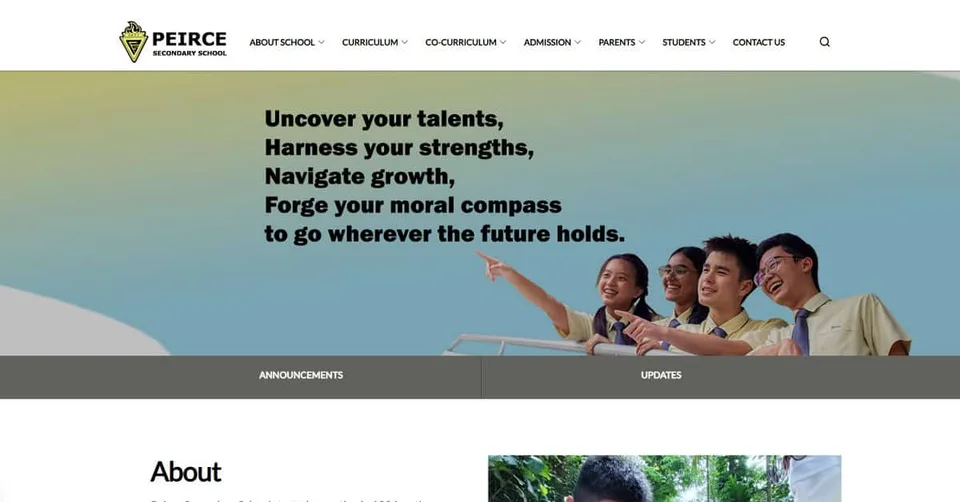 PEIRCE
SECONDARY SCHOOL
ABOUT SCHOOL
CURRICULUM
CO-CURRICULUM
ADMISSION
PARENTS
STUDENTS
CONTACT US
Uncover your talents,
Harness your strengths,
Navigate growth,
Forge your moral compass
to go wherever the future holds.
ANNOUNCEMENTS
UPDATES
About